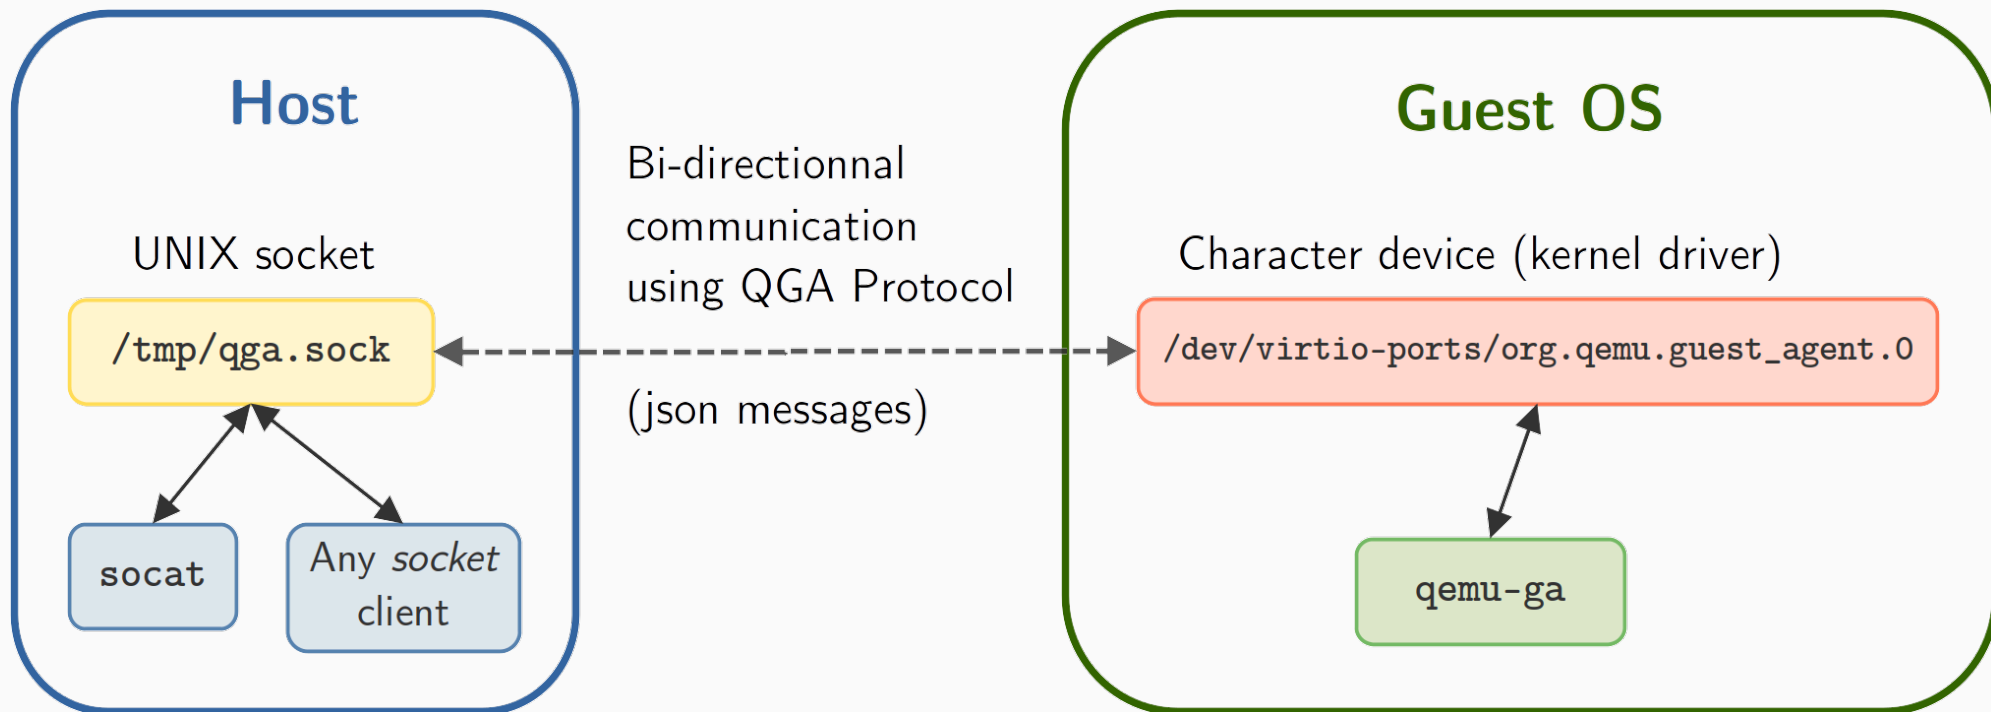 Host
UNIX socket
/tmp/qga.sock
socat
Any socket
client
Bi-directionnal
communication
using QGA Protocol
(json messages)
Guest OS
Character device (kernel driver)
/dev/virtio-ports/org.qemu.guest_agent.0
qemu-ga